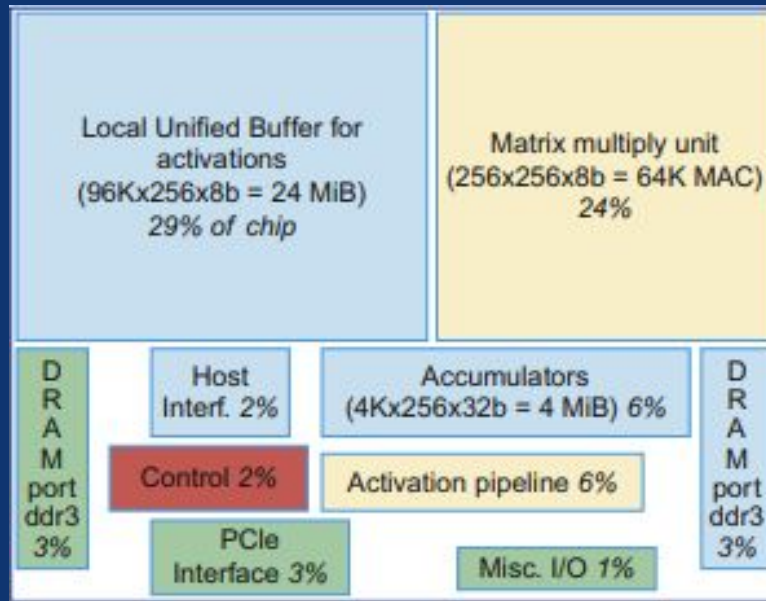 Local Unified Buffer for
activations
(96Kx256x8b = 24 MiB)
29% of chip
Matrix multiply unit
(256x256x8b = 64K MAC)
24%
D
R
A
M
port
ddr3
3%
Host
Interf. 2%
Accumulators
(4Kx256x32b = 4 MiB) 6%
D
R
A
M
port
ddr3
3%
Control 2%
Activation pipeline 6%
PCIe
Interface 3%
Misc. I/O 1%